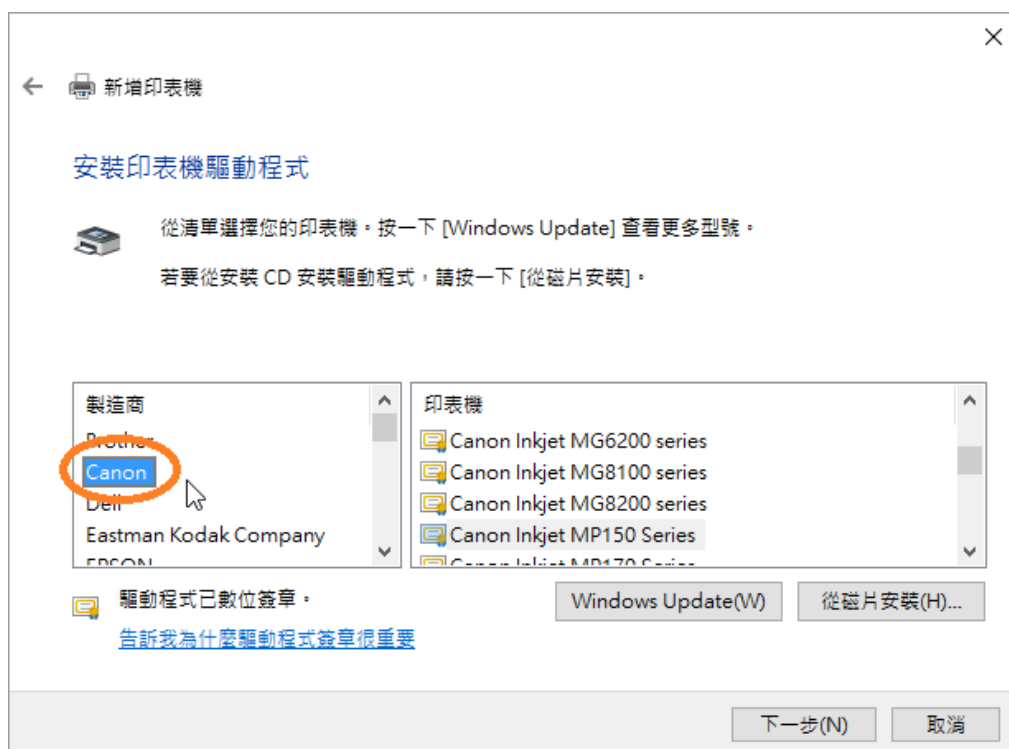 新增印表機
安裝印表機驅動程式
從清單選擇您的印表機。按一下 [Windows Update] 查看更多型號。
若要從安裝 CD 安裝驅動程式，請按一下 [從磁片安裝]。
製造商
Brother
Canon
Dell
Eastman Kodak Company
EPSON
印表機
Canon Inkjet MG6200 series
Canon Inkjet MG8100 series
Canon Inkjet MG8200 series
Canon Inkjet MP150 Series
Canon Inkjet MP170 Series
驅動程式已數位簽章。
告訴我為什麼驅動程式簽章很重要
Windows Update(W)
從磁片安裝(H)...
下一步(N)
取消